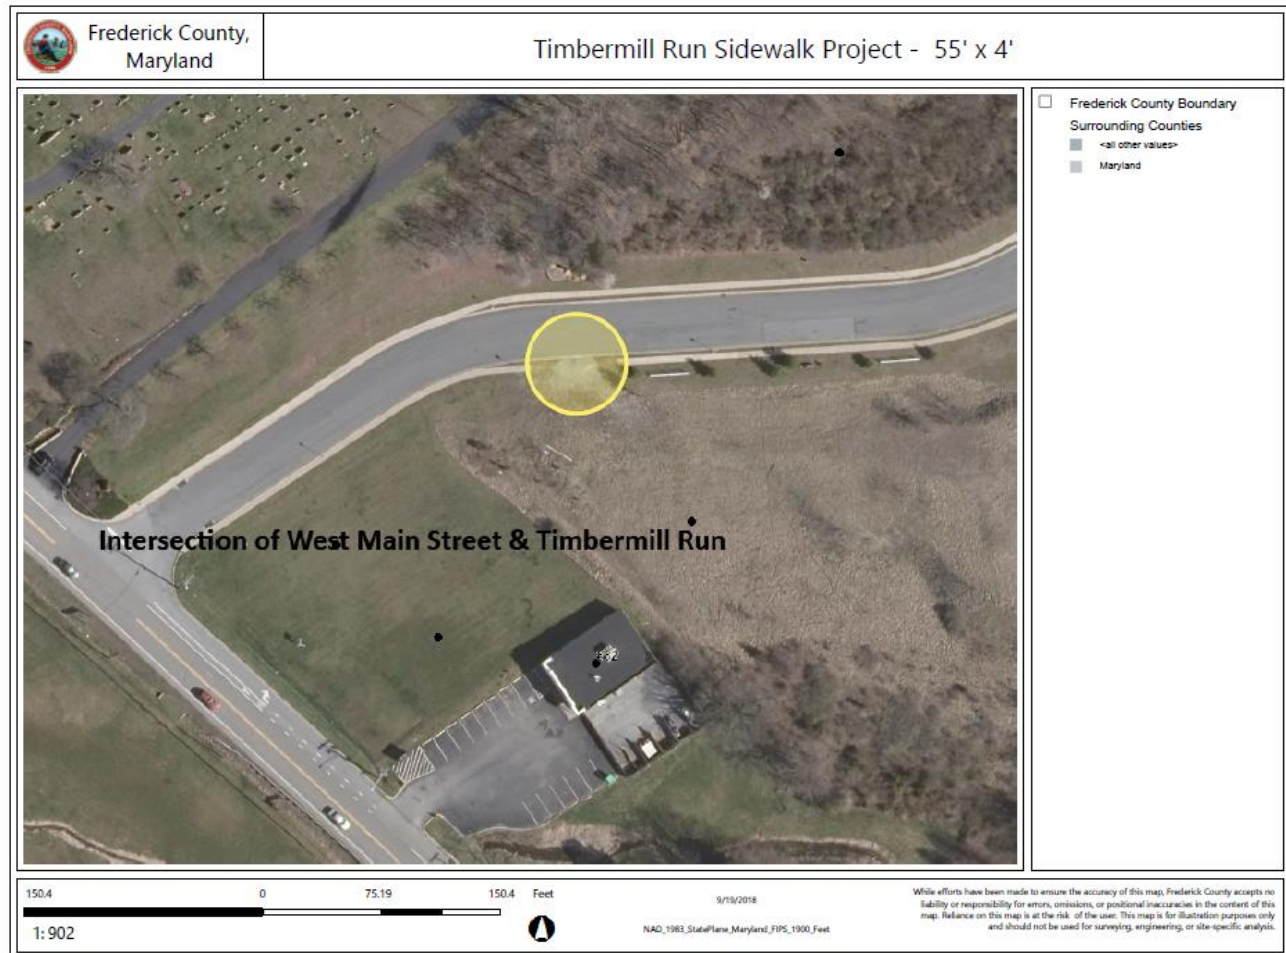 Frederick County,
Maryland
Timbermill Run Sidewalk Project - 55' x 4'
Frederick County Boundary
Surrounding Counties
<all other values>
Maryland
Intersection of West Main Street & Timbermill Run
150.4 0 75.19 150.4 Feet
1: 902
9/19/2018
NAD_1983_StatePlane_Maryland_FIPS_1900_Feet
While efforts have been made to ensure the accuracy of this map, Frederick County accepts no
liability or responsibility for errors, omissions, or positional inaccuracies in the content of this
map. Reliance on this map is at the risk of the user. This map is for illustration purposes only
and should not be used for surveying, engineering, or site-specific analysis.